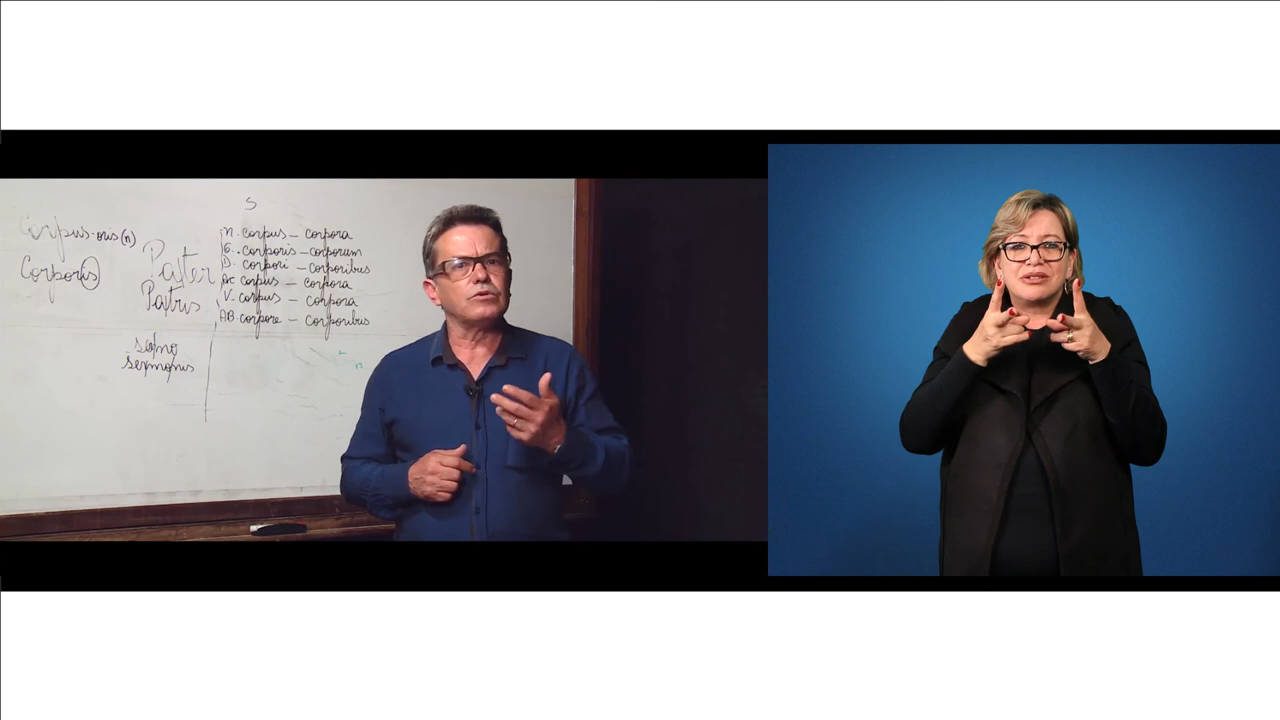 S
Corpus-oris (n)
Corporis
Pater
Patris
N. corpus – corpora
G. corporis – corporum
D. corpori – corporibus
AC corpus – corpora
V. corpus – corpora
AB. corpore – corporibus
sermo
sermonis